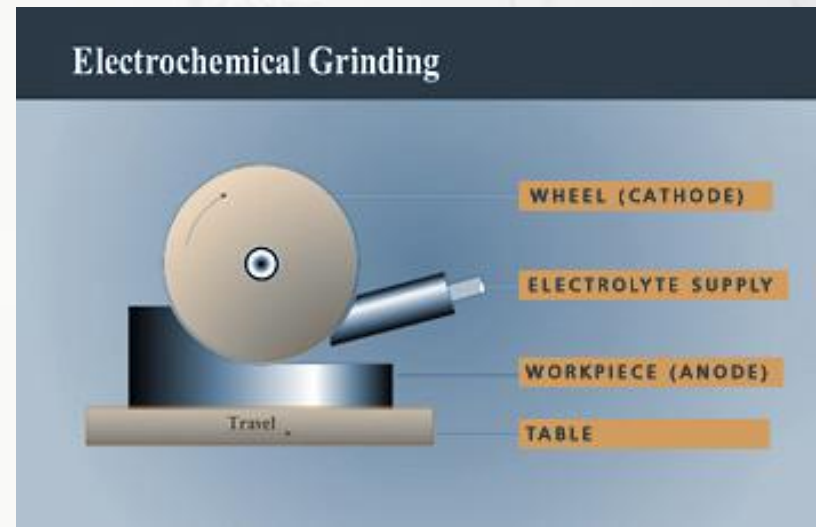 Electrochemical Grinding
WHEEL (CATHODE)
ELECTROLYTE SUPPLY
WORKPIECE (ANODE)
Travel
TABLE